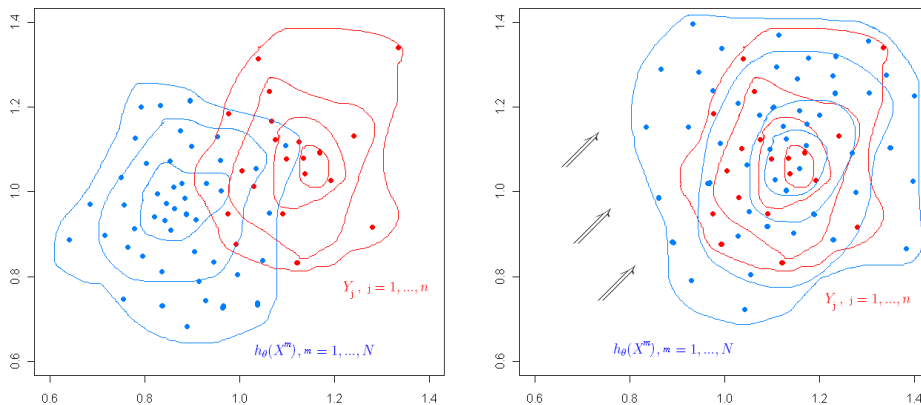 1.4
1.2
1.0
0.8
0.6
Y_j , j = 1, ..., n
h_θ(X^m), m = 1, ..., N
0.6 0.8 1.0 1.2 1.4
1.4
1.2
1.0
0.8
0.6
Y_j , j = 1, ..., n
h_θ(X^m), m = 1, ..., N
0.6 0.8 1.0 1.2 1.4